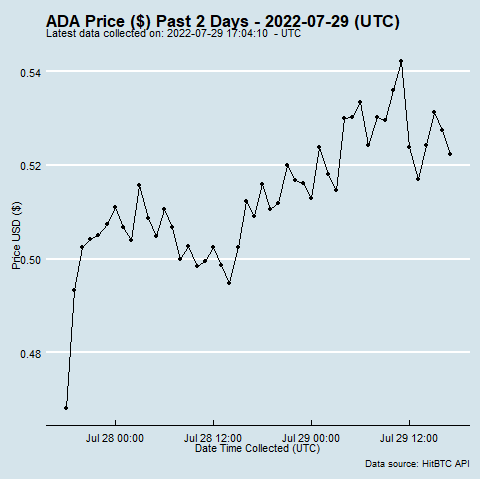 ADA Price ($) Past 2 Days - 2022-07-29 (UTC)
Latest data collected on: 2022-07-29 17:04:10 - UTC
0.54
0.52
0.50
0.48
Price USD ($)
Jul 28 00:00 Jul 28 12:00 Jul 29 00:00 Jul 29 12:00
Date Time Collected (UTC)
Data source: HitBTC API